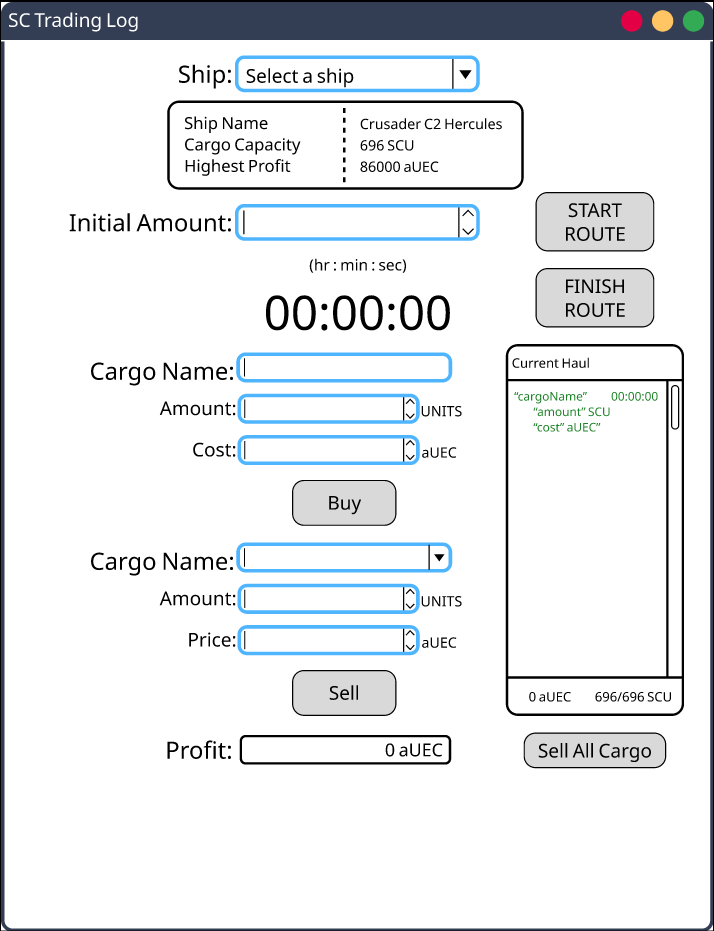 SC Trading Log
Ship: Select a ship
Ship Name Crusader C2 Hercules
Cargo Capacity 696 SCU
Highest Profit 86000 aUEC
Initial Amount:
START
ROUTE
(hr : min : sec)
00:00:00
FINISH
ROUTE
Cargo Name:
Amount: UNITS
Cost: aUEC
Buy
Current Haul
“cargoName” 00:00:00
“amount” SCU
“cost” aUEC”
Cargo Name:
Amount: UNITS
Price: aUEC
Sell
0 aUEC 696/696 SCU
Profit: 0 aUEC
Sell All Cargo